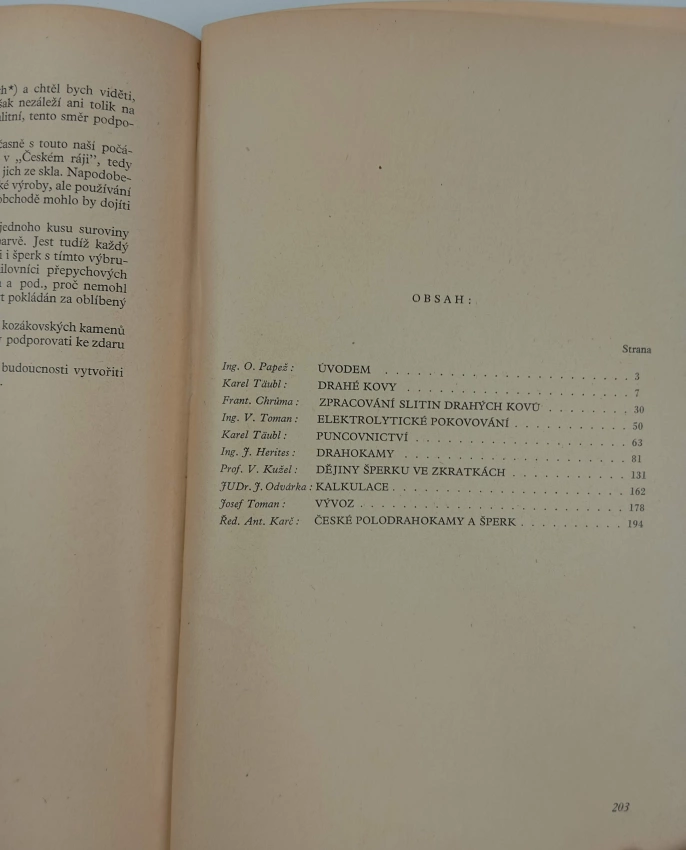 ch*) a chtěl bych viděti,
šak nezáleží ani tolik na
alitní, tento směr podpo-
časně s touto naší počá-
v „Českém ráji”, tedy
jich ze skla. Napodobe-
ké výroby, ale používání
obchodě mohlo by dojíti
jednoho kusu suroviny
barvě. Jest tudíž každý
i i šperk s tímto výbru-
ilovníci přepychových
a pod., proč nemohl
t pokládán za oblíbený
kozákovských kamenů
podporovati ke zdaru
budoucnosti vytvořiti
OBSAH:
Strana
Ing. O. Papež: ÚVODEM . . . . . . . . . . . . . . . . . 3
Karel Täubl: DRAHÉ KOVY . . . . . . . . . . . . . . . 7
Frant. Chrůma: ZPRACOVÁNÍ SLITIN DRAHÝCH KOVŮ . . . . . . 30
Ing. V. Toman: ELEKTROLYTICKÉ POKOVOVÁNÍ . . . . . . . . 50
Karel Täubl: PUNCOVNICTVÍ . . . . . . . . . . . . . . 63
Ing. J. Herites: DRAHOKAMY . . . . . . . . . . . . . . . 81
Prof. V. Kužel: DĚJINY ŠPERKU VE ZKRATKÁCH . . . . . . . . 131
JUDr. J. Odvárka: KALKULACE . . . . . . . . . . . . . . . . 162
Josef Toman: VÝVOZ . . . . . . . . . . . . . . . . . . 178
Řed. Ant. Karč: ČESKÉ POLODRAHOKAMY A ŠPERK . . . . . . . 194
203